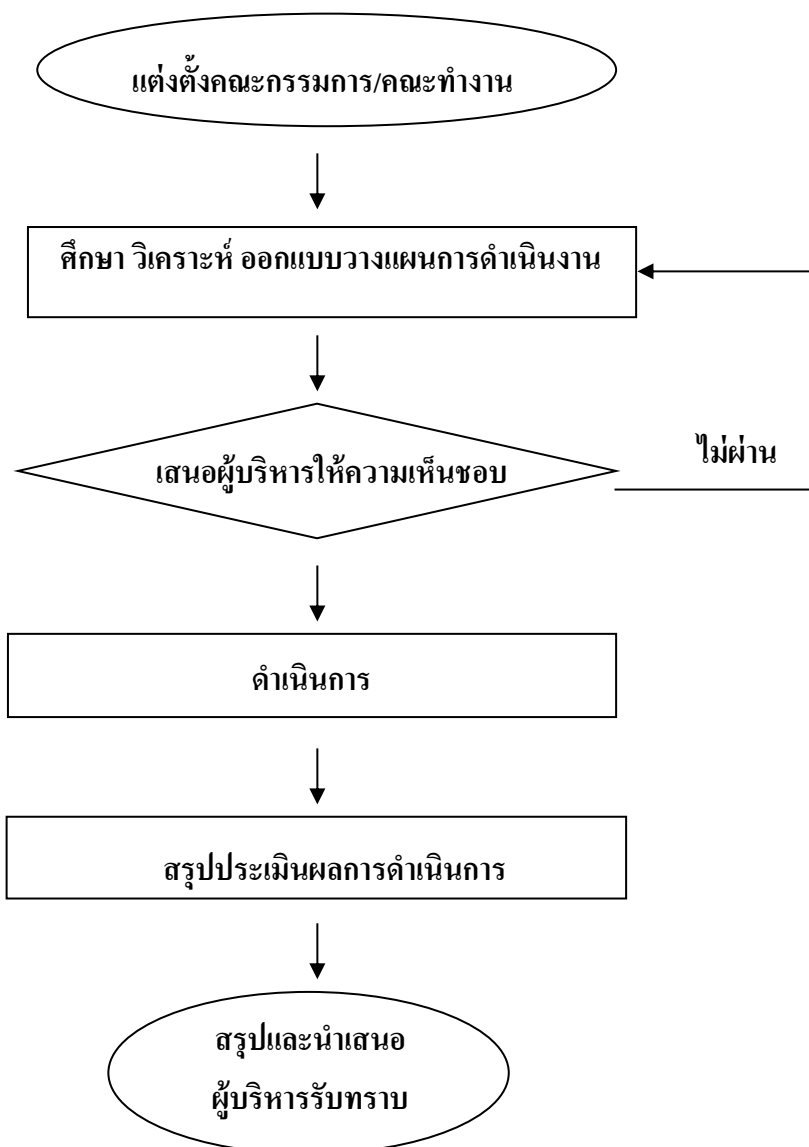 แต่งตั้งคณะกรรมการ/คณะทำงาน
ศึกษา วิเคราะห์ ออกแบบวางแผนการดำเนินงาน
เสนอผู้บริหารให้ความเห็นชอบ
ไม่ผ่าน
ดำเนินการ
สรุปประเมินผลการดำเนินการ
สรุปและนำเสนอ
ผู้บริหารรับทราบ